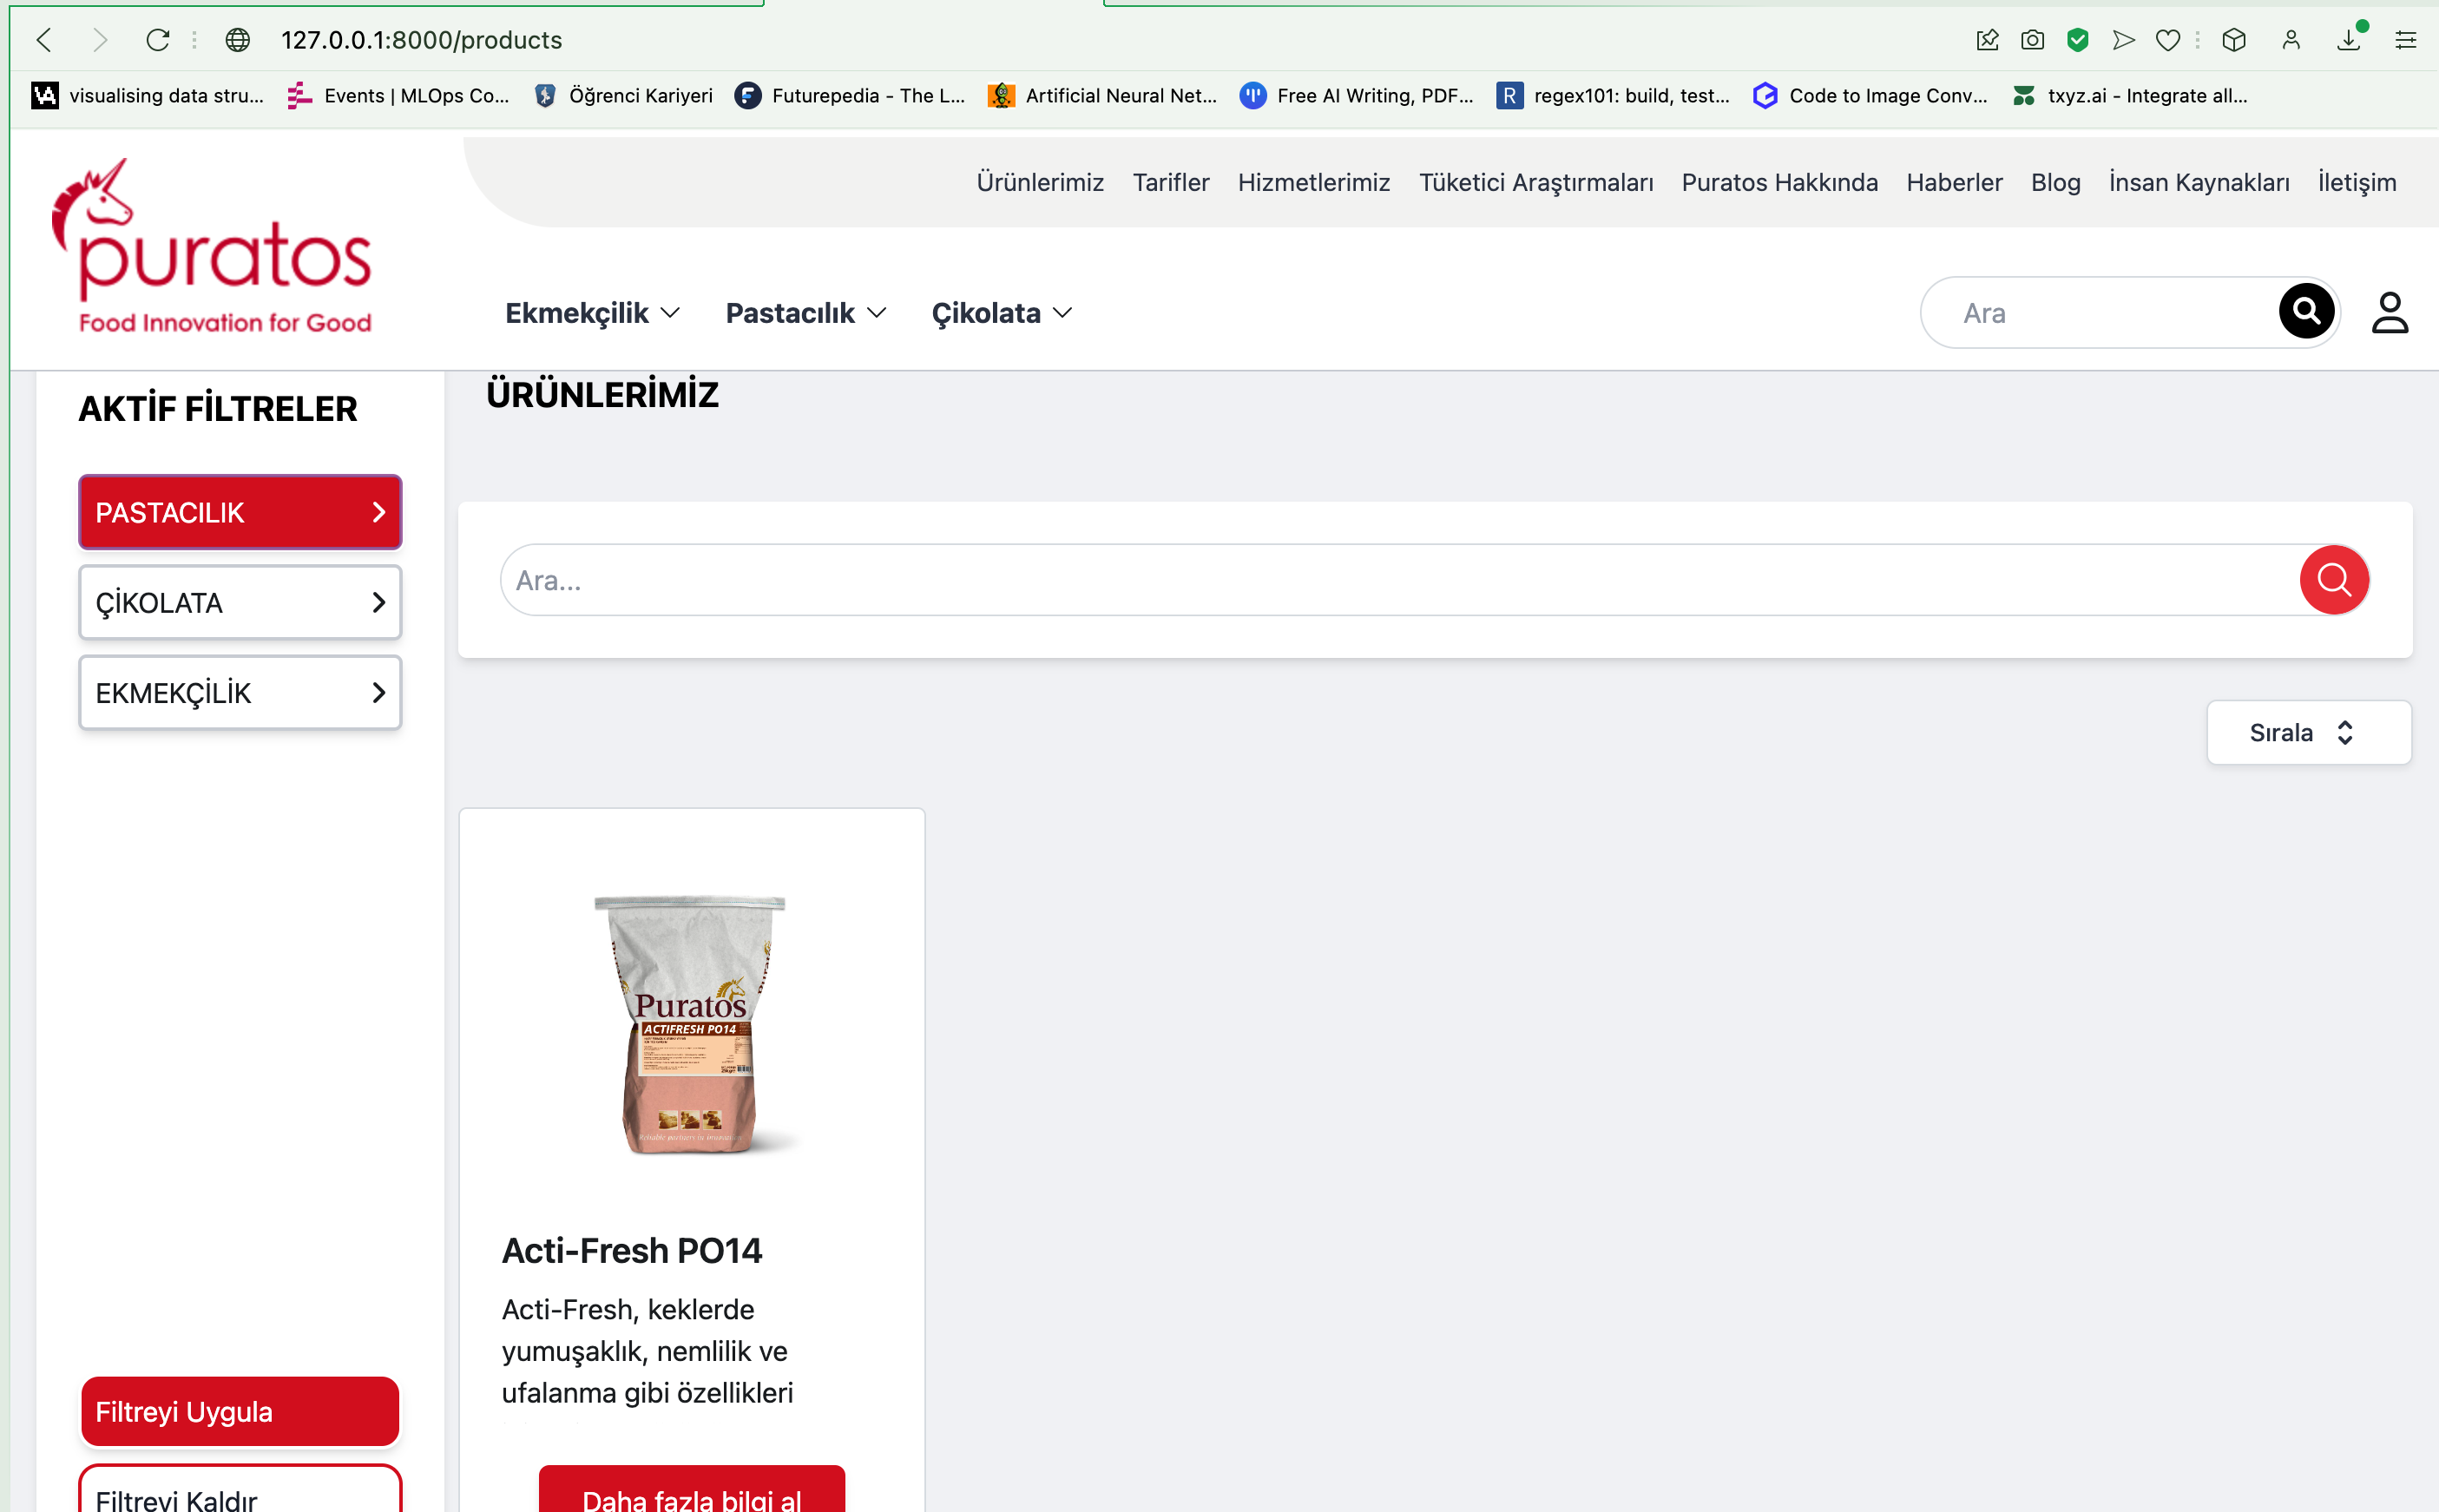 127.0.0.1:8000/products
visualising data stru...
Events | MLOps Co...
Öğrenci Kariyeri
Futurepedia - The L...
Artificial Neural Net...
Free AI Writing, PDF...
regex101: build, test...
Code to Image Conv...
txyz.ai - Integrate all...
puratos
Food Innovation for Good
Ürünlerimiz
Tarifler
Hizmetlerimiz
Tüketici Araştırmaları
Puratos Hakkında
Haberler
Blog
İnsan Kaynakları
İletişim
Ekmekçilik
Pastacılık
Çikolata
Ara
AKTİF FİLTRELER
PASTACILIK
ÇİKOLATA
EKMEKÇİLİK
Filtreyi Uygula
Filtreyi Kaldır
ÜRÜNLERİMİZ
Ara...
Sırala
Puratos
ACTIFRESH PO14
Reliable partners in innovation
Acti-Fresh PO14
Acti-Fresh, keklerde
yumuşaklık, nemlilik ve
ufalanma gibi özellikleri
Daha fazla bilgi al